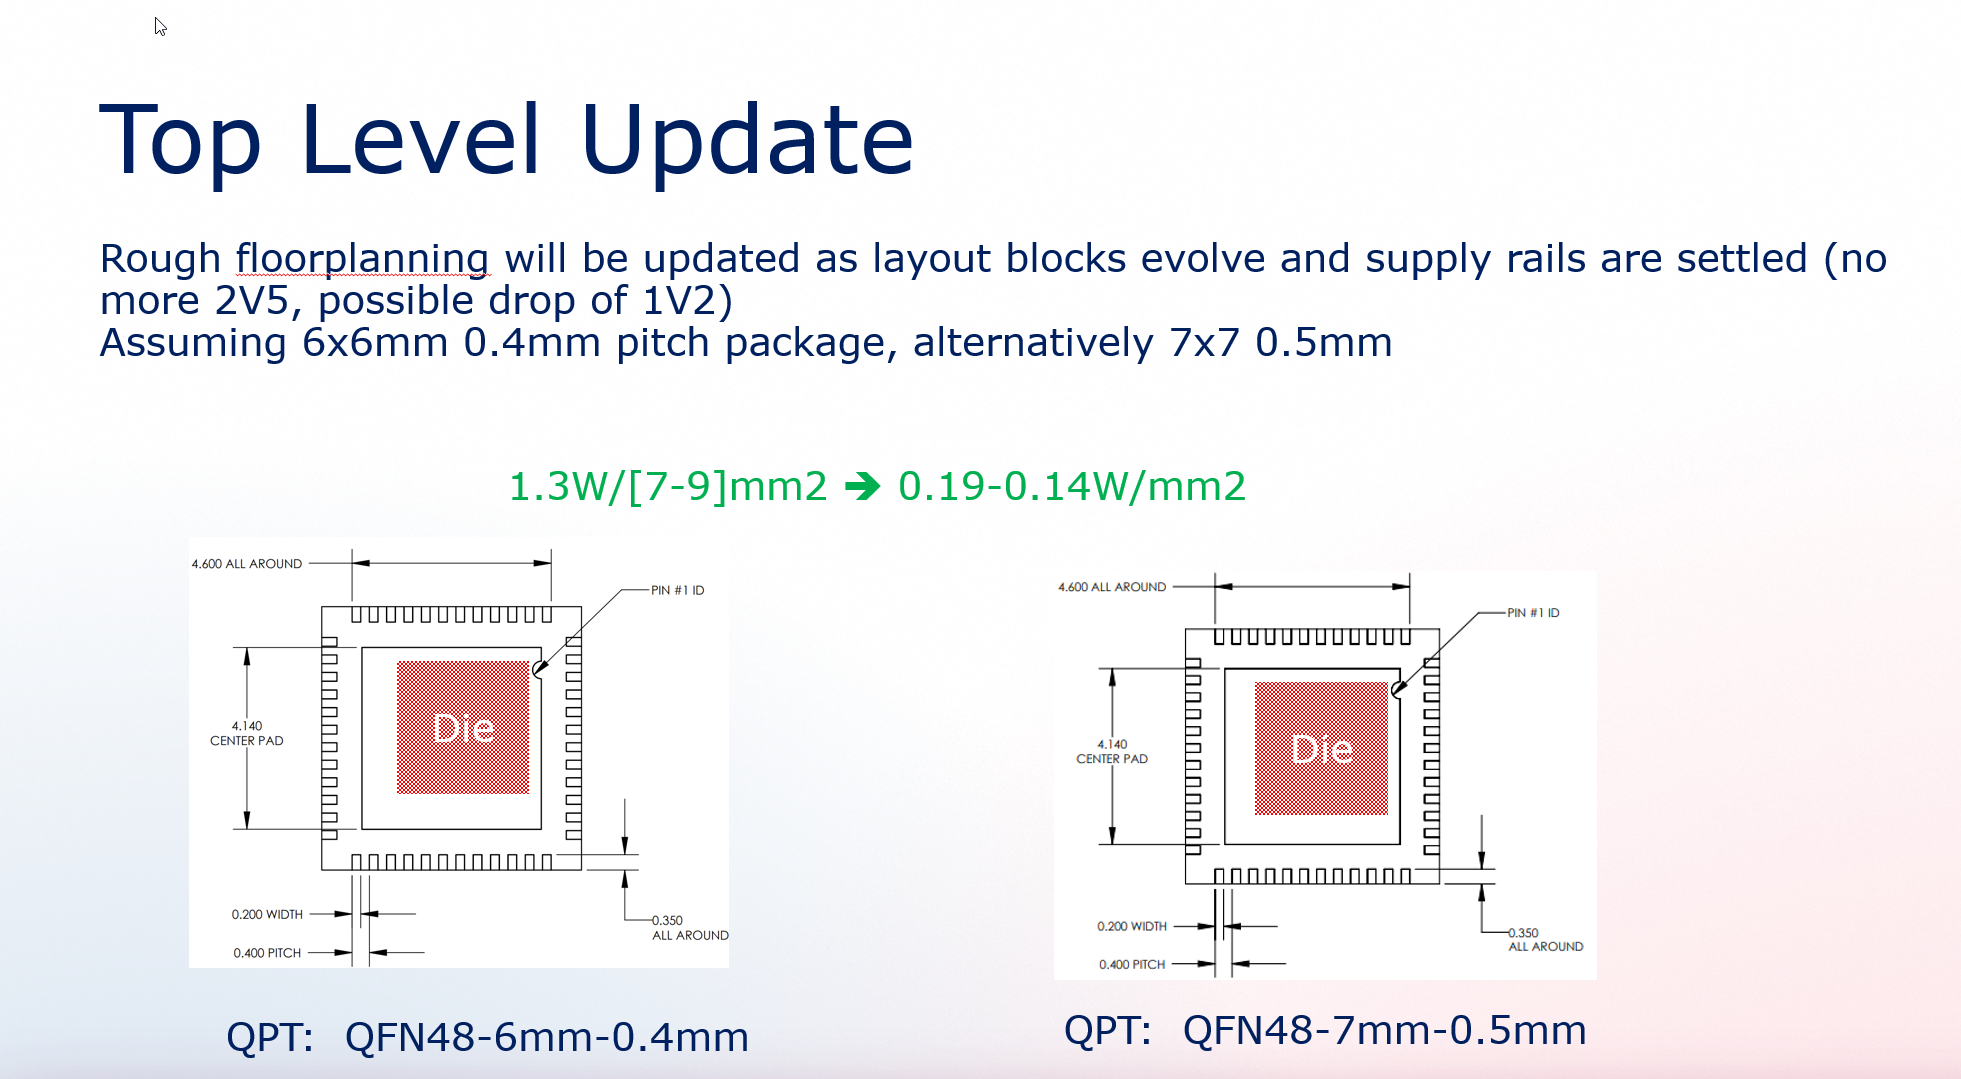 Top Level Update
Rough floorplanning will be updated as layout blocks evolve and supply rails are settled (no
more 2V5, possible drop of 1V2)
Assuming 6x6mm 0.4mm pitch package, alternatively 7x7 0.5mm
1.3W/[7-9]mm2 🡺 0.19-0.14W/mm2
4.600 ALL AROUND
PIN #1 ID
4.140
CENTER PAD
Die
0.200 WIDTH
0.400 PITCH
0.350
ALL AROUND
QPT: QFN48-6mm-0.4mm
4.600 ALL AROUND
PIN #1 ID
4.140
CENTER PAD
Die
0.200 WIDTH
0.400 PITCH
0.350
ALL AROUND
QPT: QFN48-7mm-0.5mm